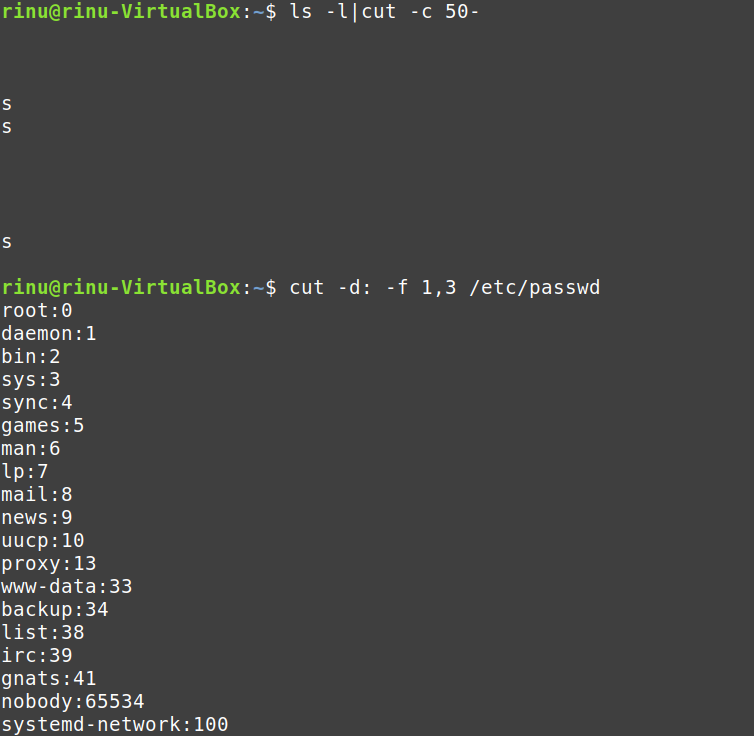 rinu@rinu-VirtualBox:~$ ls -l|cut -c 50-
s
s
s
rinu@rinu-VirtualBox:~$ cut -d: -f 1,3 /etc/passwd
root:0
daemon:1
bin:2
sys:3
sync:4
games:5
man:6
lp:7
mail:8
news:9
uucp:10
proxy:13
www-data:33
backup:34
list:38
irc:39
gnats:41
nobody:65534
systemd-network:100